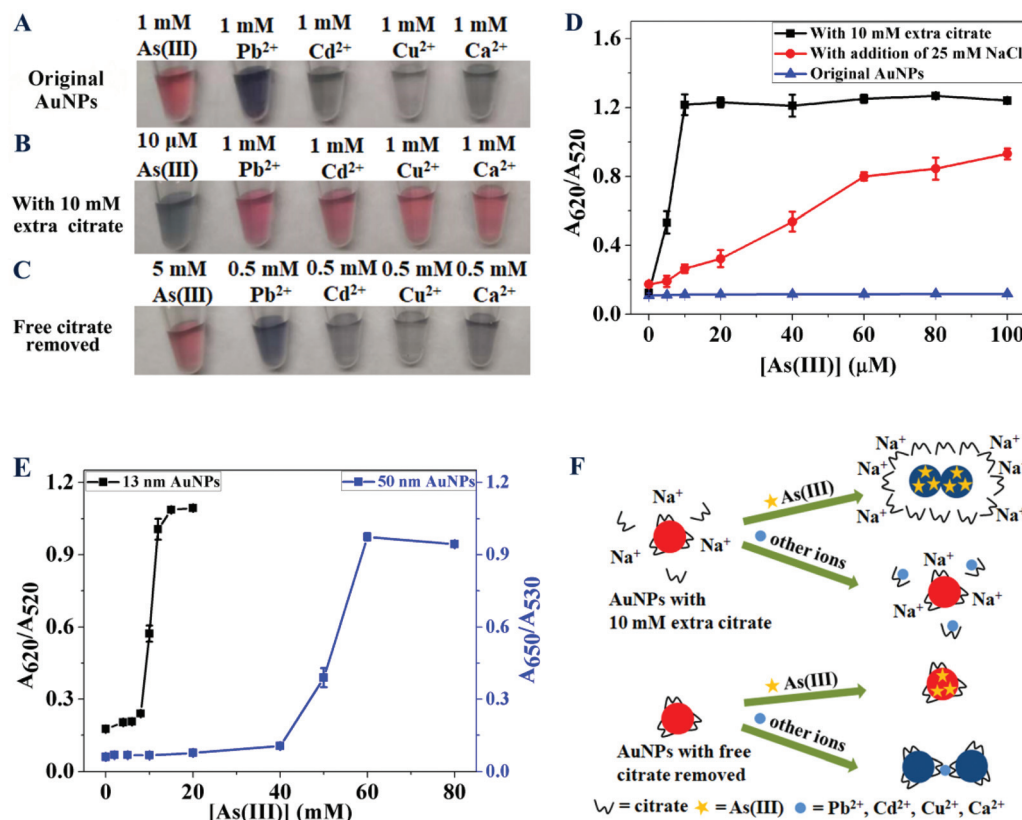 A
1 mM 1 mM 1 mM 1 mM 1 mM
As(III) Pb²⁺ Cd²⁺ Cu²⁺ Ca²⁺
Original
AuNPs
B
10 µM 1 mM 1 mM 1 mM 1 mM
As(III) Pb²⁺ Cd²⁺ Cu²⁺ Ca²⁺
With 10 mM
extra citrate
C
5 mM 0.5 mM 0.5 mM 0.5 mM 0.5 mM
As(III) Pb²⁺ Cd²⁺ Cu²⁺ Ca²⁺
Free citrate
removed
D
With 10 mM extra citrate
With addition of 25 mM NaCl
Original AuNPs
A620/A520
1.6
1.2
0.8
0.4
0.0
0 20 40 60 80 100
[As(III)] (µM)
E
13 nm AuNPs 50 nm AuNPs
A620/A520
1.2
0.9
0.6
0.3
0.0
1.2
0.9
0.6
0.3
0.0
A650/A530
0 20 40 60 80
[As(III)] (mM)
F
Na⁺ Na⁺ Na⁺
Na⁺ Na⁺
Na⁺ Na⁺
Na⁺
As(III)
Na⁺ Na⁺
other ions
AuNPs with
10 mM extra citrate
Na⁺
Na⁺ Na⁺
As(III)
other ions
AuNPs with free
citrate removed
= citrate = As(III) = Pb²⁺, Cd²⁺, Cu²⁺, Ca²⁺